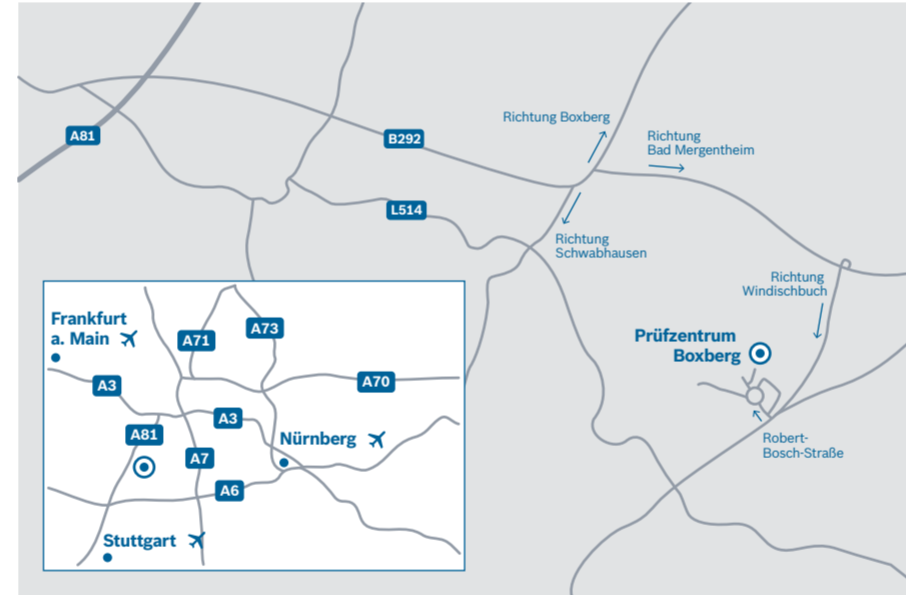 Richtung Boxberg
Richtung
Bad Mergentheim
A81
B292
L514
Richtung
Schwabhausen
Richtung
Windischbuch
Prüfzentrum
Boxberg
Robert-
Bosch-Straße
Frankfurt
a. Main
A71
A73
A3
A70
A3
A81
Nürnberg
A7
A6
Stuttgart